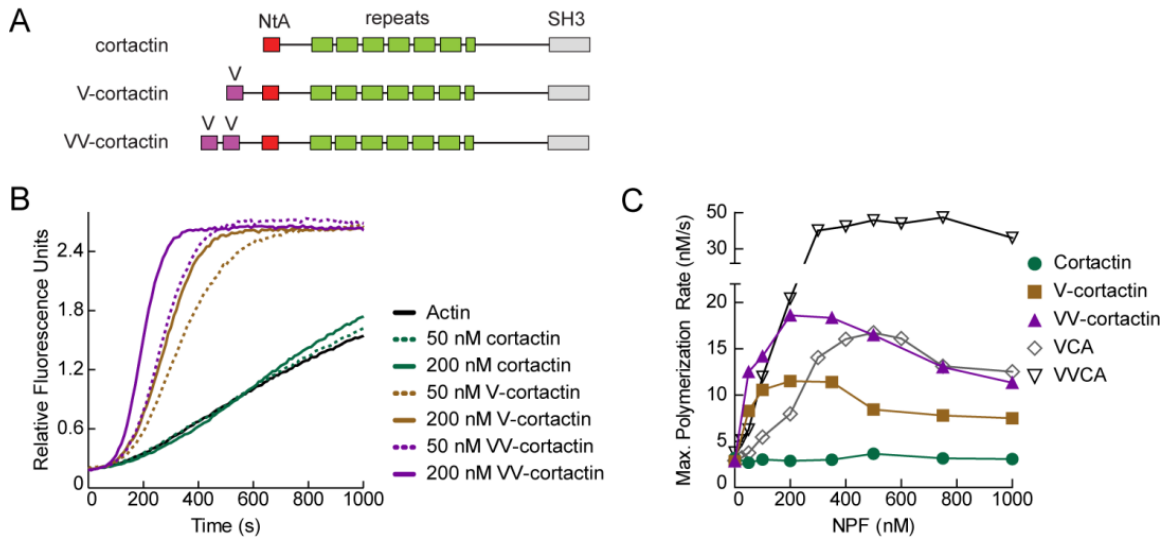 A
NtA repeats SH3
cortactin
V
V-cortactin
V V
VV-cortactin
B
Relative Fluorescence Units
2.4
1.8
1.2
0.6
0
0 200 400 600 800 1000
Time (s)
Actin
50 nM cortactin
200 nM cortactin
50 nM V-cortactin
200 nM V-cortactin
50 nM VV-cortactin
200 nM VV-cortactin
C
Max. Polymerization Rate (nM/s)
50
30
20
15
10
5
0
0 200 400 600 800 1000
NPF (nM)
Cortactin
V-cortactin
VV-cortactin
VCA
VVCA